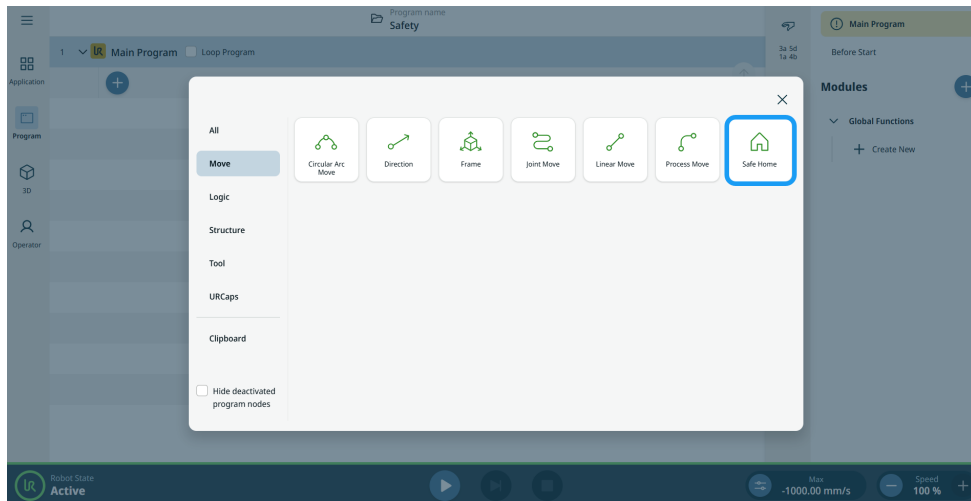 Program name
Safety
Main Program
1
UR
Main Program
Loop Program
3a 5d
1a 4b
Before Start
Application
Modules
All
Global Functions
Program
Move
Circular Arc
Move
Direction
Frame
Joint Move
Linear Move
Process Move
Safe Home
Create New
3D
Logic
Structure
Operator
Tool
URCaps
Clipboard
Hide deactivated
program nodes
UR
Robot State
Active
Max
-1000.00 mm/s
Speed
100 %